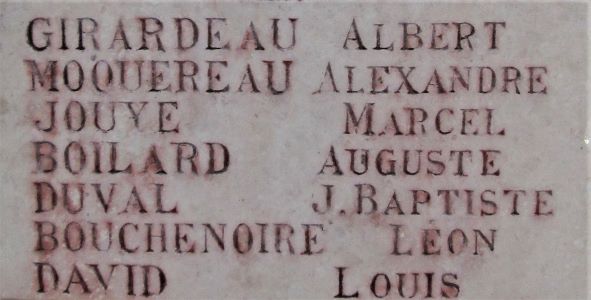 GIRARDEAU ALBERT
MOQUEREAU ALEXANDRE
JOUYE MARCEL
BOILARD AUGUSTE
DUVAL J. BAPTISTE
BOUCHENOIRE LÉON
DAVID LOUIS